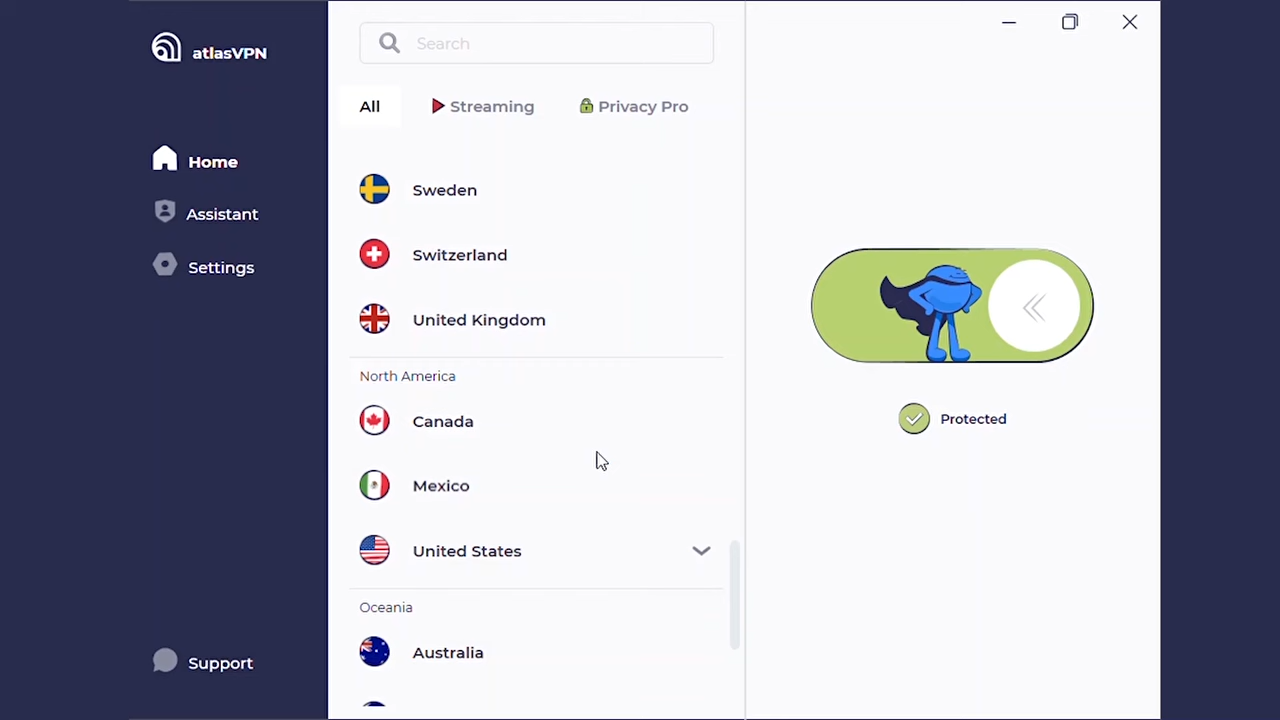 atlasVPN
Home
Assistant
Settings
Support
Search
All
Streaming
Privacy Pro
Sweden
Switzerland
United Kingdom
North America
Canada
Mexico
United States
Oceania
Australia
Protected